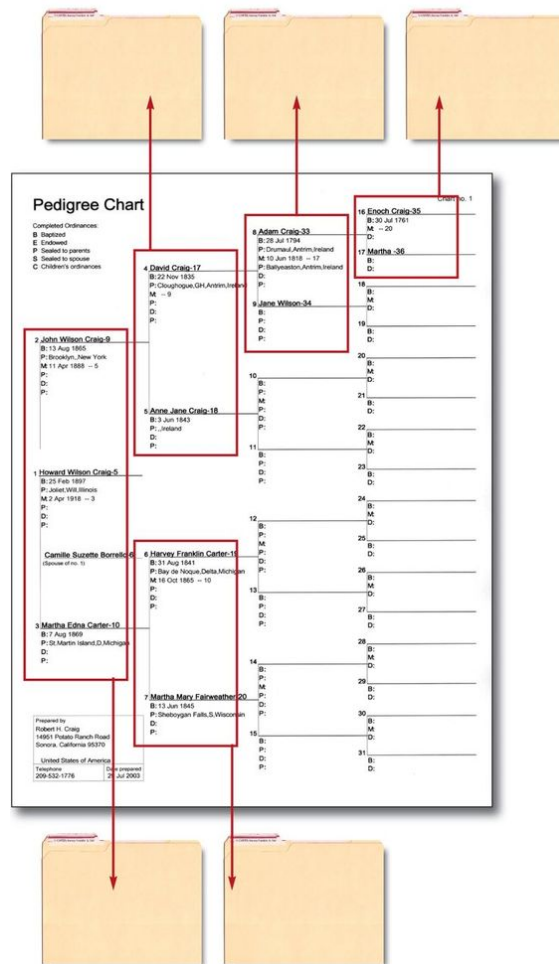 Pedigree Chart
Chart no. 1
Completed Ordinances:
B Baptized
E Endowed
P Sealed to parents
S Sealed to spouse
C Children's ordinances
2 John Wilson Craig-9
B: 13 Aug 1865
P: Brooklyn,,New York
M: 11 Apr 1888 -- 5
P:
D:
P:
1 Howard Wilson Craig-5
B: 25 Feb 1897
P: Joliet,Will,Illinois
M: 2 Apr 1918 -- 3
P:
D:
P:
Camille Suzette Borrello-6
(Spouse of no. 1)
3 Martha Edna Carter-10
B: 7 Aug 1869
P: St.Martin Island,D,Michigan
D:
P:
Prepared by
Robert H. Craig
14951 Potato Ranch Road
Sonora, California 95370
United States of America
Telephone
209-532-1776
Date prepared
29 Jul 2003
4 David Craig-17
B: 22 Nov 1835
P: Cloughogue,GH,Antrim,Ireland
M: -- 9
P:
D:
P:
5 Anne Jane Craig-18
B: 3 Jun 1843
P: ,,Ireland
D:
P:
6 Harvey Franklin Carter-19
B: 31 Aug 1841
P: Bay de Noque,Delta,Michigan
M: 16 Oct 1865 -- 10
P:
D:
P:
7 Martha Mary Fairweather-20
B: 13 Jun 1845
P: Sheboygan Falls,S,Wisconsin
D:
P:
8 Adam Craig-33
B: 28 Jul 1794
P: Drumaul,Antrim,Ireland
M: 10 Jun 1818 -- 17
P: Ballyeaston,Antrim,Ireland
D:
P:
9 Jane Wilson-34
B:
P:
D:
P:
10
B:
P:
M:
P:
D:
P:
11
B:
P:
D:
P:
12
B:
P:
M:
P:
D:
P:
13
B:
P:
D:
P:
14
B:
P:
M:
P:
D:
P:
15
B:
P:
D:
P:
16 Enoch Craig-35
B: 30 Jul 1761
M: -- 20
D:
17 Martha -36
B:
D:
18
B:
M:
D:
19
B:
D:
20
B:
M:
D:
21
B:
D:
22
B:
M:
D:
23
B:
D:
24
B:
M:
D:
25
B:
D:
26
B:
M:
D:
27
B:
D:
28
B:
M:
D:
29
B:
D:
30
B:
M:
D:
31
B:
D: